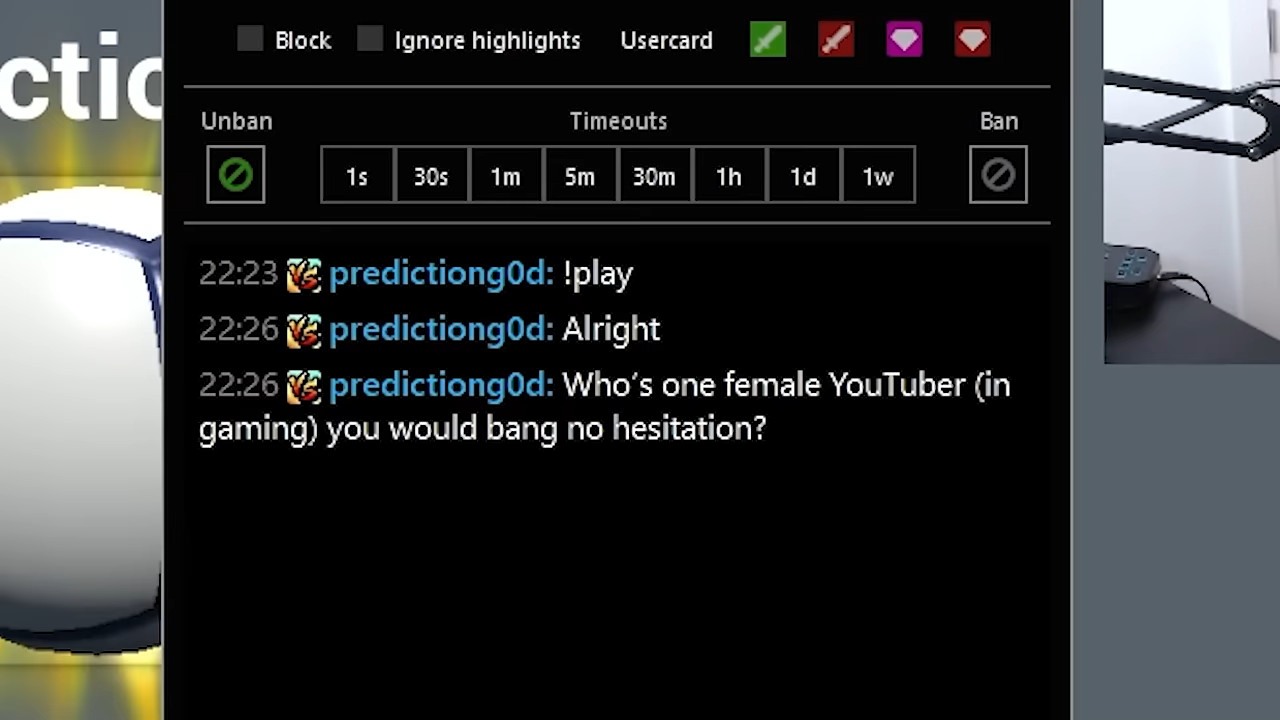 ctio
Block Ignore highlights Usercard
Unban Timeouts Ban
1s 30s 1m 5m 30m 1h 1d 1w
22:23 predictiong0d: !play
22:26 predictiong0d: Alright
22:26 predictiong0d: Who's one female YouTuber (in
gaming) you would bang no hesitation?